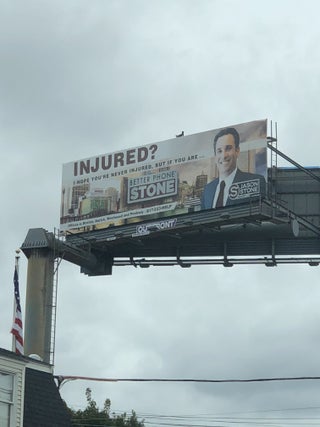 INJURED?
I HOPE YOU'RE NEVER INJURED, BUT IF YOU ARE...
BETTER PHONE
STONE
JASON
STONE